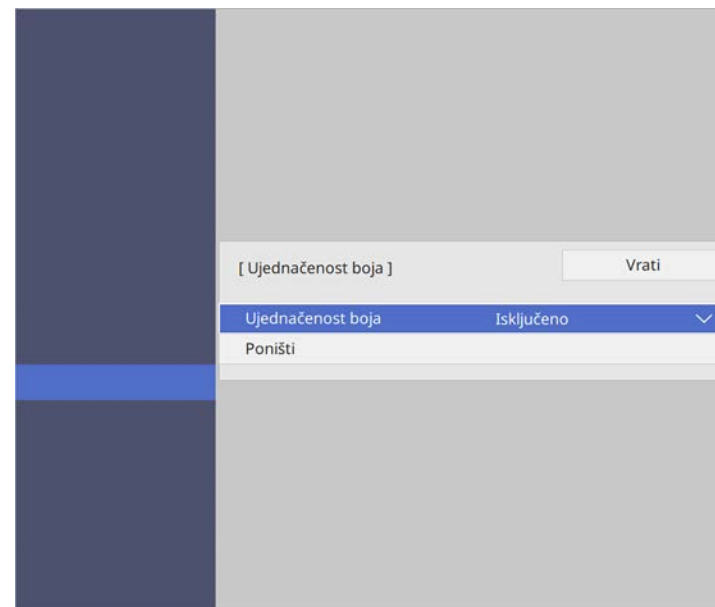 [ Ujednačenost boja ]
Vrati
Ujednačenost boja Isključeno
Poništi